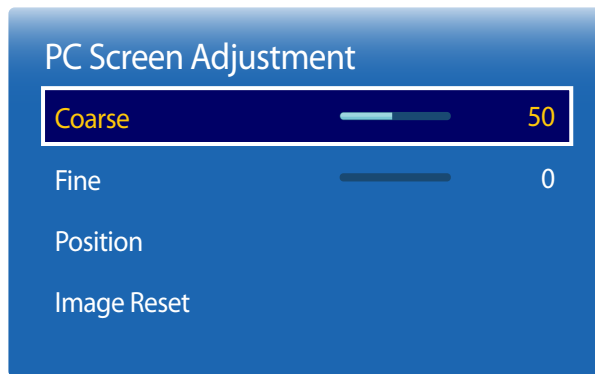 PC Screen Adjustment
Coarse 50
Fine 0
Position
Image Reset